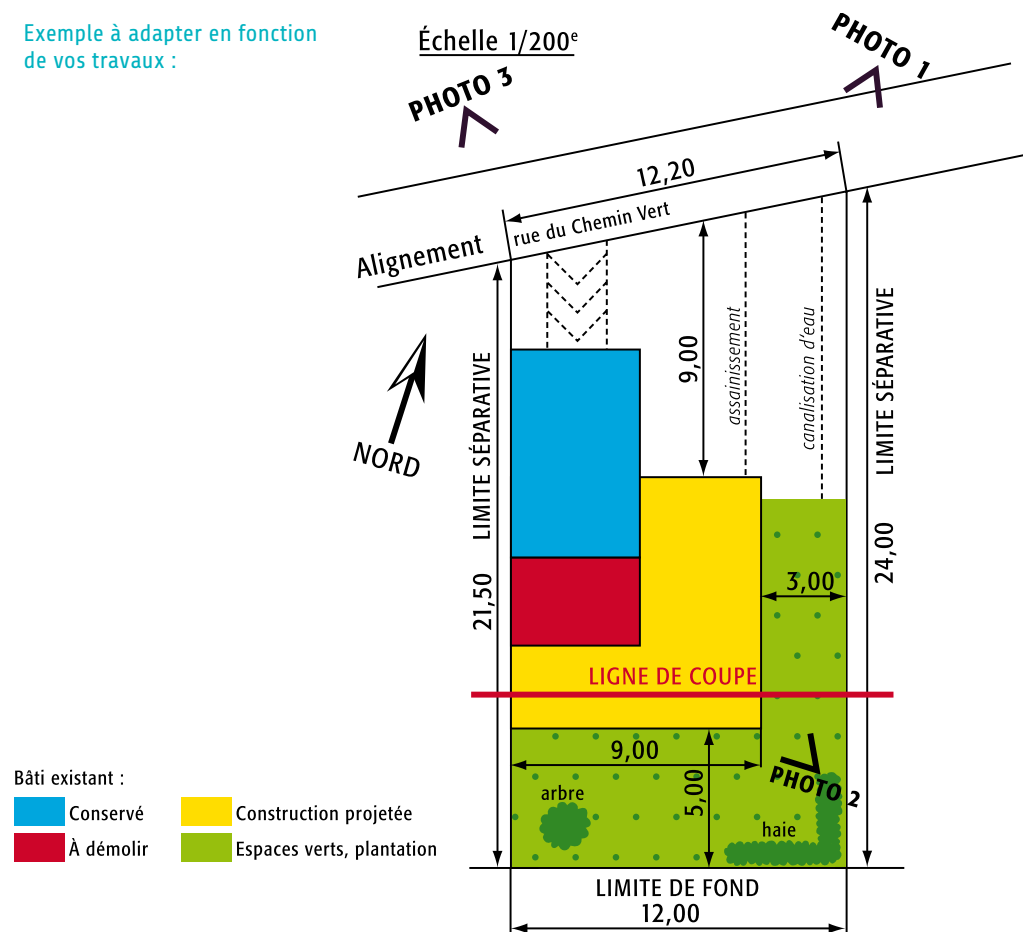 Exemple à adapter en fonction
de vos travaux :
Échelle 1/200e
PHOTO 3
PHOTO 1
12,20
rue du Chemin Vert
Alignement
NORD
LIMITE SÉPARATIVE
21,50
9,00
assainissement
canalisation d'eau
LIMITE SÉPARATIVE
24,00
3,00
LIGNE DE COUPE
9,00
5,00
PHOTO 2
arbre
haie
Bâti existant :
Conservé
Construction projetée
À démolir
Espaces verts, plantation
LIMITE DE FOND
12,00